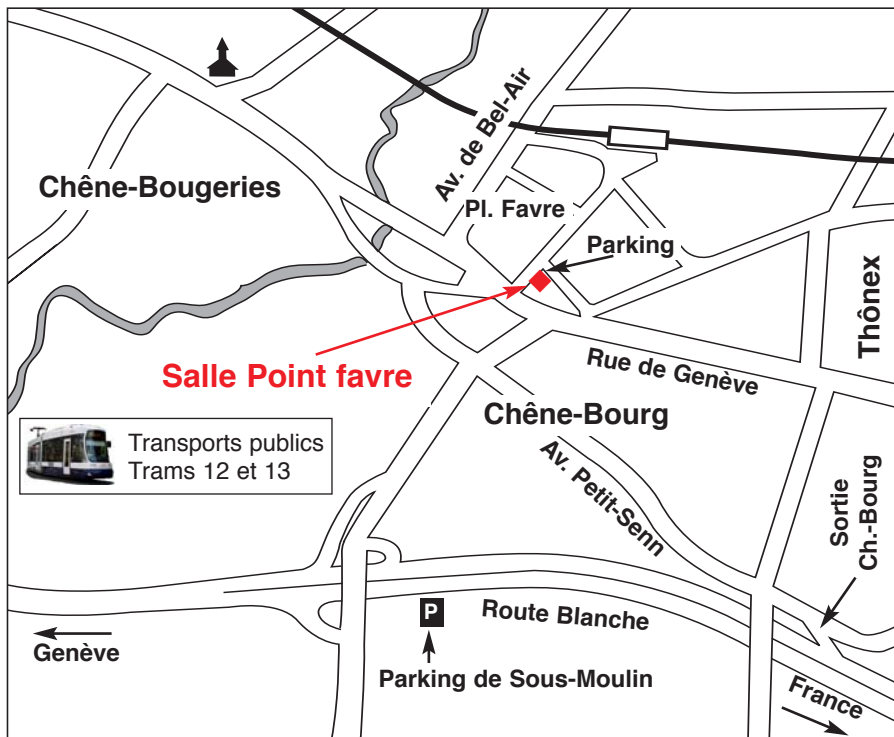 Av. de Bel-Air
Chêne-Bougeries
Pl. Favre
Parking
Thônex
Salle Point favre
Rue de Genève
Chêne-Bourg
Transports publics
Trams 12 et 13
Av. Petit-Senn
Sortie
Ch.-Bourg
P
Route Blanche
Genève
Parking de Sous-Moulin
France